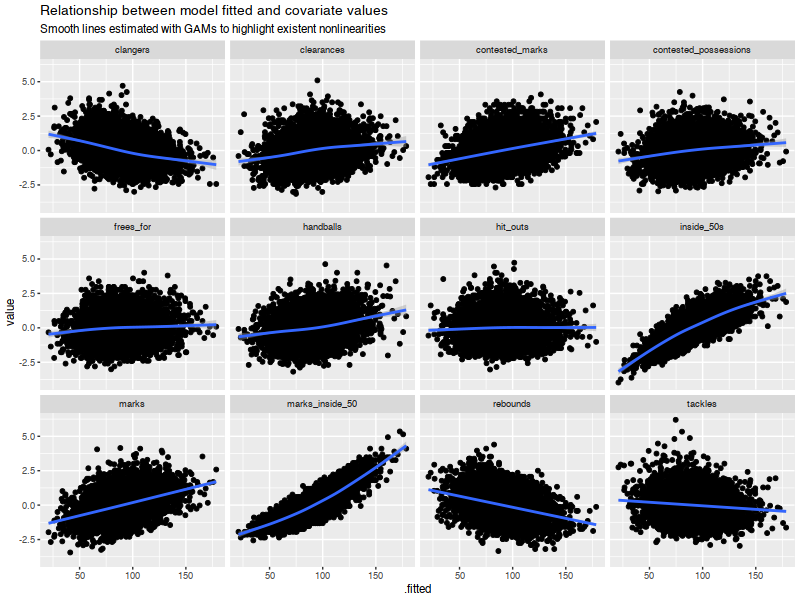 Relationship between model fitted and covariate values
Smooth lines estimated with GAMs to highlight existent nonlinearities
clangers clearances contested_marks contested_possessions
5.0
2.5
0.0
-2.5
frees_for handballs hit_outs inside_50s
5.0
2.5
0.0
-2.5
value
marks marks_inside_50 rebounds tackles
5.0
2.5
0.0
-2.5
50 100 150 50 100 150 50 100 150 50 100 150
.fitted